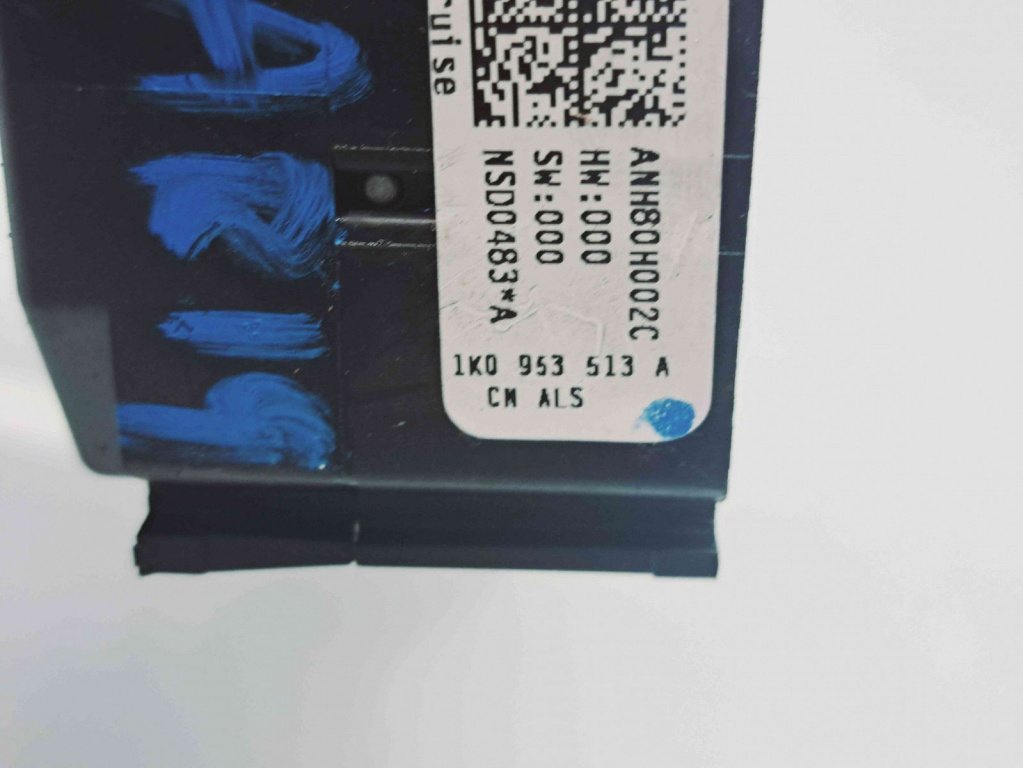 ANH80H002C
HW:000
SW:000
NSD0483*A
1K0 953 513 A
CM ALS